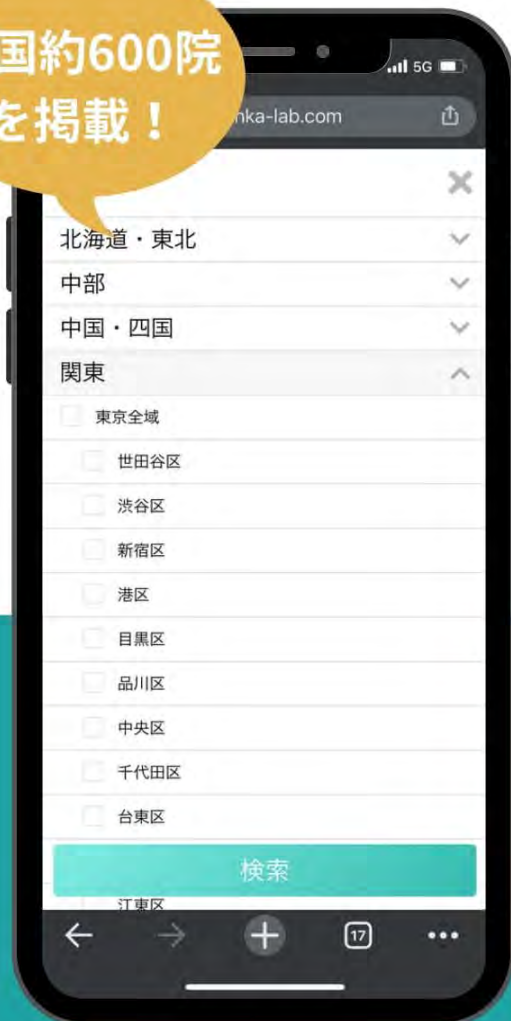 国約600院
を掲載！
5G
nka-lab.com
北海道・東北
中部
中国・四国
関東
東京全域
世田谷区
渋谷区
新宿区
港区
目黒区
品川区
中央区
千代田区
台東区
検索
江東区
17